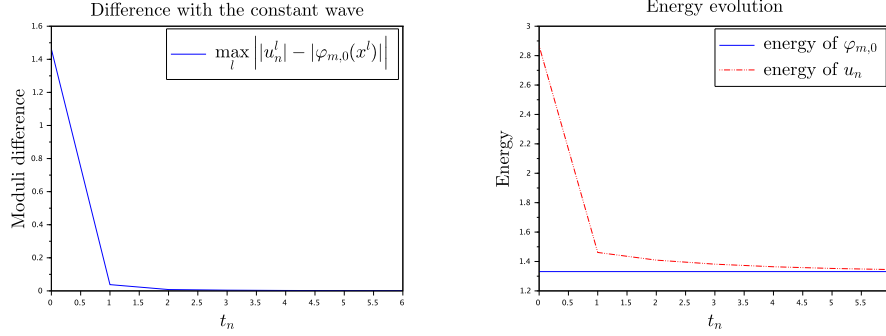 Difference with the constant wave
1.6
1.4
1.2
1
0.8
0.6
0.4
0.2
0
Moduli difference
max_l ||u_n^l| − |φ_{m,0}(x^l)||
0 0.5 1 1.5 2 2.5 3 3.5 4 4.5 5 5.5 6
t_n
Energy evolution
3
2.8
2.6
2.4
2.2
2
1.8
1.6
1.4
1.2
Energy
energy of φ_{m,0}
energy of u_n
0 0.5 1 1.5 2 2.5 3 3.5 4 4.5 5 5.5
t_n